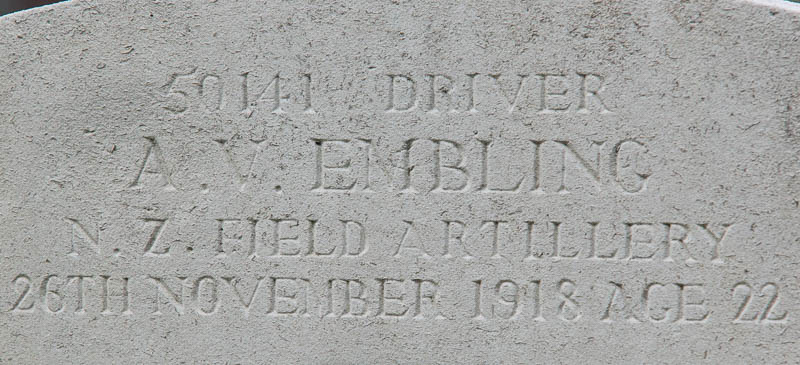 50141 DRIVER
A.V. EMBLING
N.Z. FIELD ARTILLERY
26TH NOVEMBER 1918 AGE 22